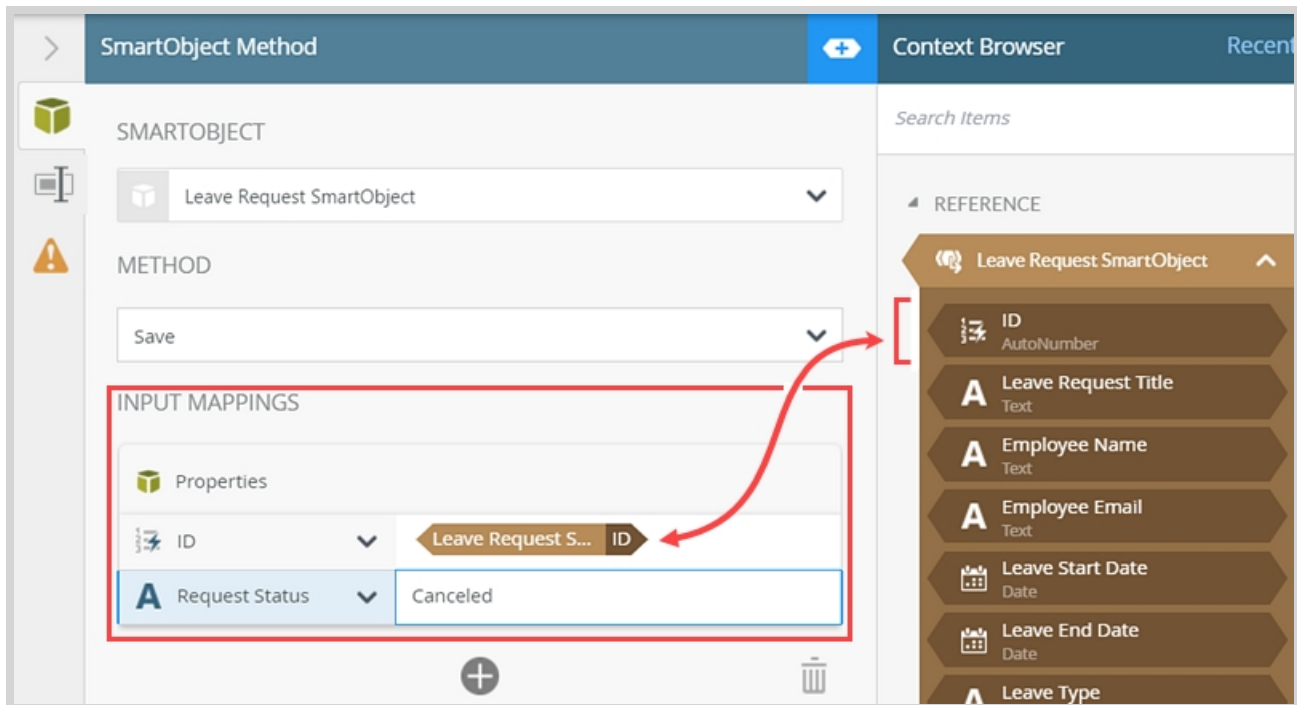 SmartObject Method
SMARTOBJECT
Leave Request SmartObject
METHOD
Save
INPUT MAPPINGS
Properties
ID
Leave Request S... ID
Request Status
Canceled
Context Browser
Recent
Search Items
REFERENCE
Leave Request SmartObject
ID
AutoNumber
Leave Request Title
Text
Employee Name
Text
Employee Email
Text
Leave Start Date
Date
Leave End Date
Date
Leave Type